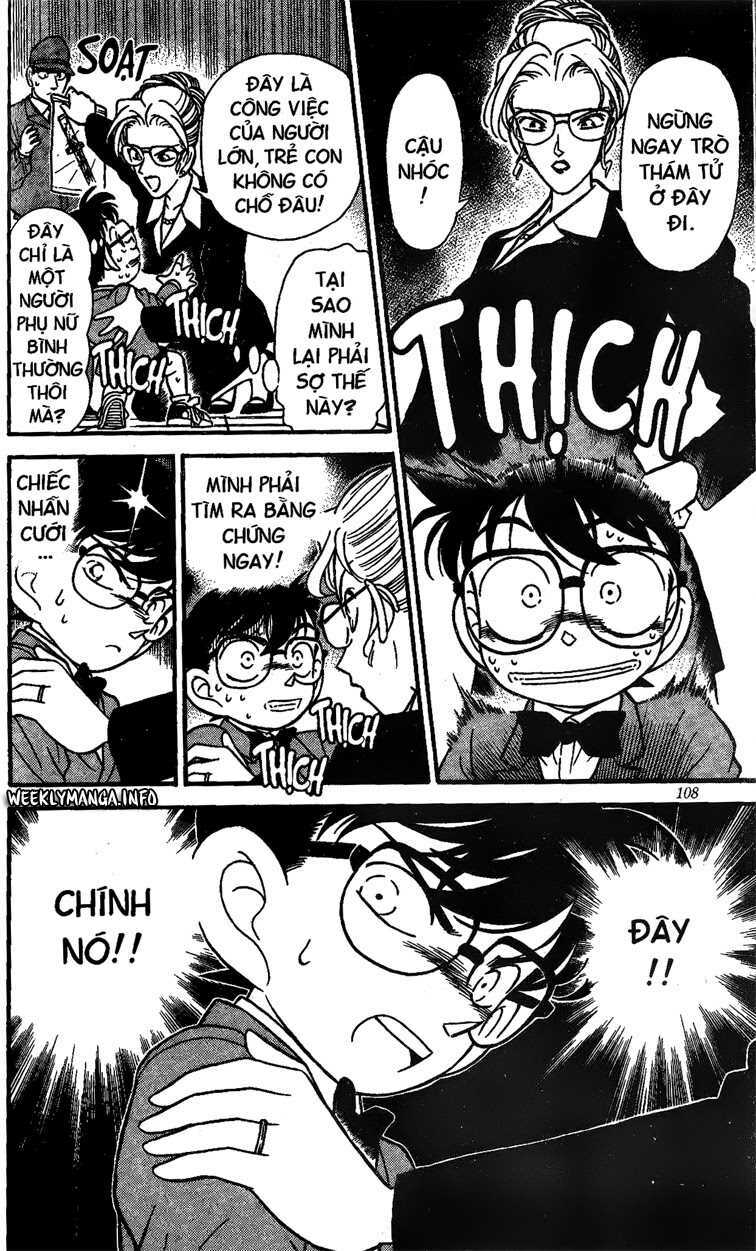 NGỪNG
NGAY TRÒ
THÁM TỬ
Ở ĐÂY
ĐI.
CẬU
NHÓC
!
THỊCH
SOẠT
ĐÂY LÀ
CÔNG VIỆC
CỦA NGƯỜI
LỚN, TRẺ CON
KHÔNG CÓ
CHỖ ĐÂU!
TẠI
SAO
MÌNH
LẠI PHẢI
SỢ THẾ
NÀY?
THỊCH
THỊCH
ĐÂY
CHỈ LÀ
MỘT
NGƯỜI
PHỤ NỮ
BÌNH
THƯỜNG
THÔI
MÀ?
MÌNH PHẢI
TÌM RA BẰNG
CHỨNG
NGAY!
THỊCH
THỊCH
CHIẾC
NHẪN
CƯỚI
...
WEEKLYMANGA.INFO
108
ĐÂY
!!
CHÍNH
NÓ!!